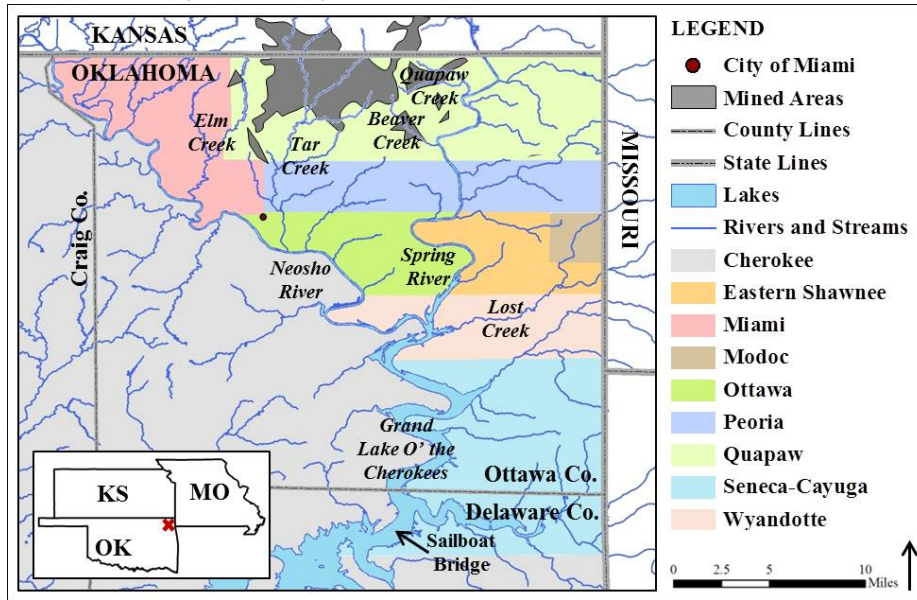 KANSAS
OKLAHOMA
Quapaw
Creek
Elm
Creek
Beaver
Creek
Tar
Creek
MISSOURI
Craig Co.
Neosho
River
Spring
River
Lost
Creek
Grand
Lake O' the
Cherokees
Ottawa Co.
Delaware Co.
Sailboat
Bridge
KS
MO
OK
LEGEND
City of Miami
Mined Areas
County Lines
State Lines
Lakes
Rivers and Streams
Cherokee
Eastern Shawnee
Miami
Modoc
Ottawa
Peoria
Quapaw
Seneca-Cayuga
Wyandotte
0 2.5 5 10
Miles